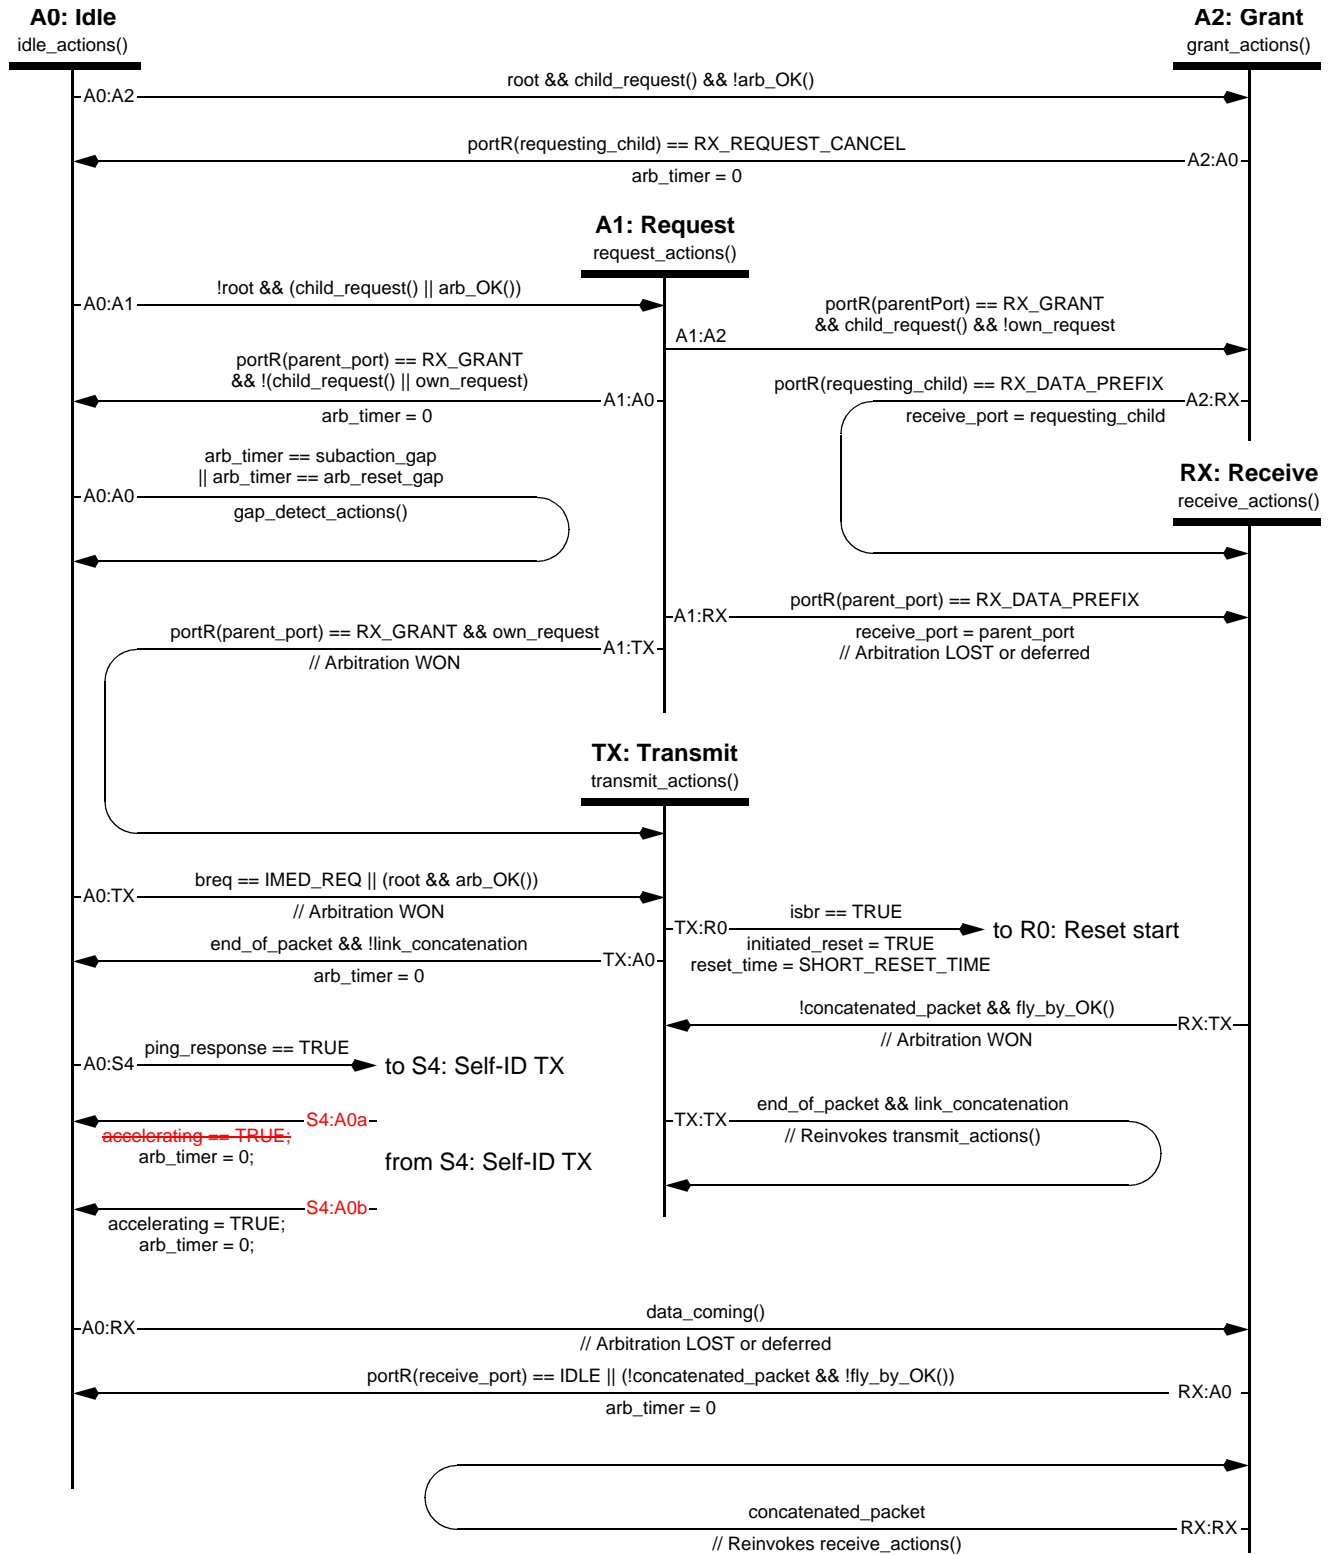 A0: Idle
idle_actions()
A2: Grant
grant_actions()
root && child_request() && !arb_OK()
A0:A2
portR(requesting_child) == RX_REQUEST_CANCEL
A2:A0
arb_timer = 0
A1: Request
request_actions()
!root && (child_request() || arb_OK())
A0:A1
portR(parentPort) == RX_GRANT
&& child_request() && !own_request
A1:A2
portR(parent_port) == RX_GRANT
&& !(child_request() || own_request)
A1:A0
arb_timer = 0
portR(requesting_child) == RX_DATA_PREFIX
A2:RX
receive_port = requesting_child
arb_timer == subaction_gap
|| arb_timer == arb_reset_gap
A0:A0
gap_detect_actions()
RX: Receive
receive_actions()
portR(parent_port) == RX_DATA_PREFIX
A1:RX
receive_port = parent_port
// Arbitration LOST or deferred
portR(parent_port) == RX_GRANT && own_request
A1:TX
// Arbitration WON
TX: Transmit
transmit_actions()
breq == IMED_REQ || (root && arb_OK())
A0:TX
// Arbitration WON
isbr == TRUE
TX:R0
to R0: Reset start
initiated_reset = TRUE
reset_time = SHORT_RESET_TIME
end_of_packet && !link_concatenation
TX:A0
arb_timer = 0
!concatenated_packet && fly_by_OK()
RX:TX
// Arbitration WON
ping_response == TRUE
A0:S4
to S4: Self-ID TX
end_of_packet && link_concatenation
TX:TX
// Reinvokes transmit_actions()
S4:A0a
accelerating == TRUE;
arb_timer = 0;
from S4: Self-ID TX
S4:A0b
accelerating = TRUE;
arb_timer = 0;
data_coming()
A0:RX
// Arbitration LOST or deferred
portR(receive_port) == IDLE || (!concatenated_packet && !fly_by_OK())
RX:A0
arb_timer = 0
concatenated_packet
RX:RX
// Reinvokes receive_actions()